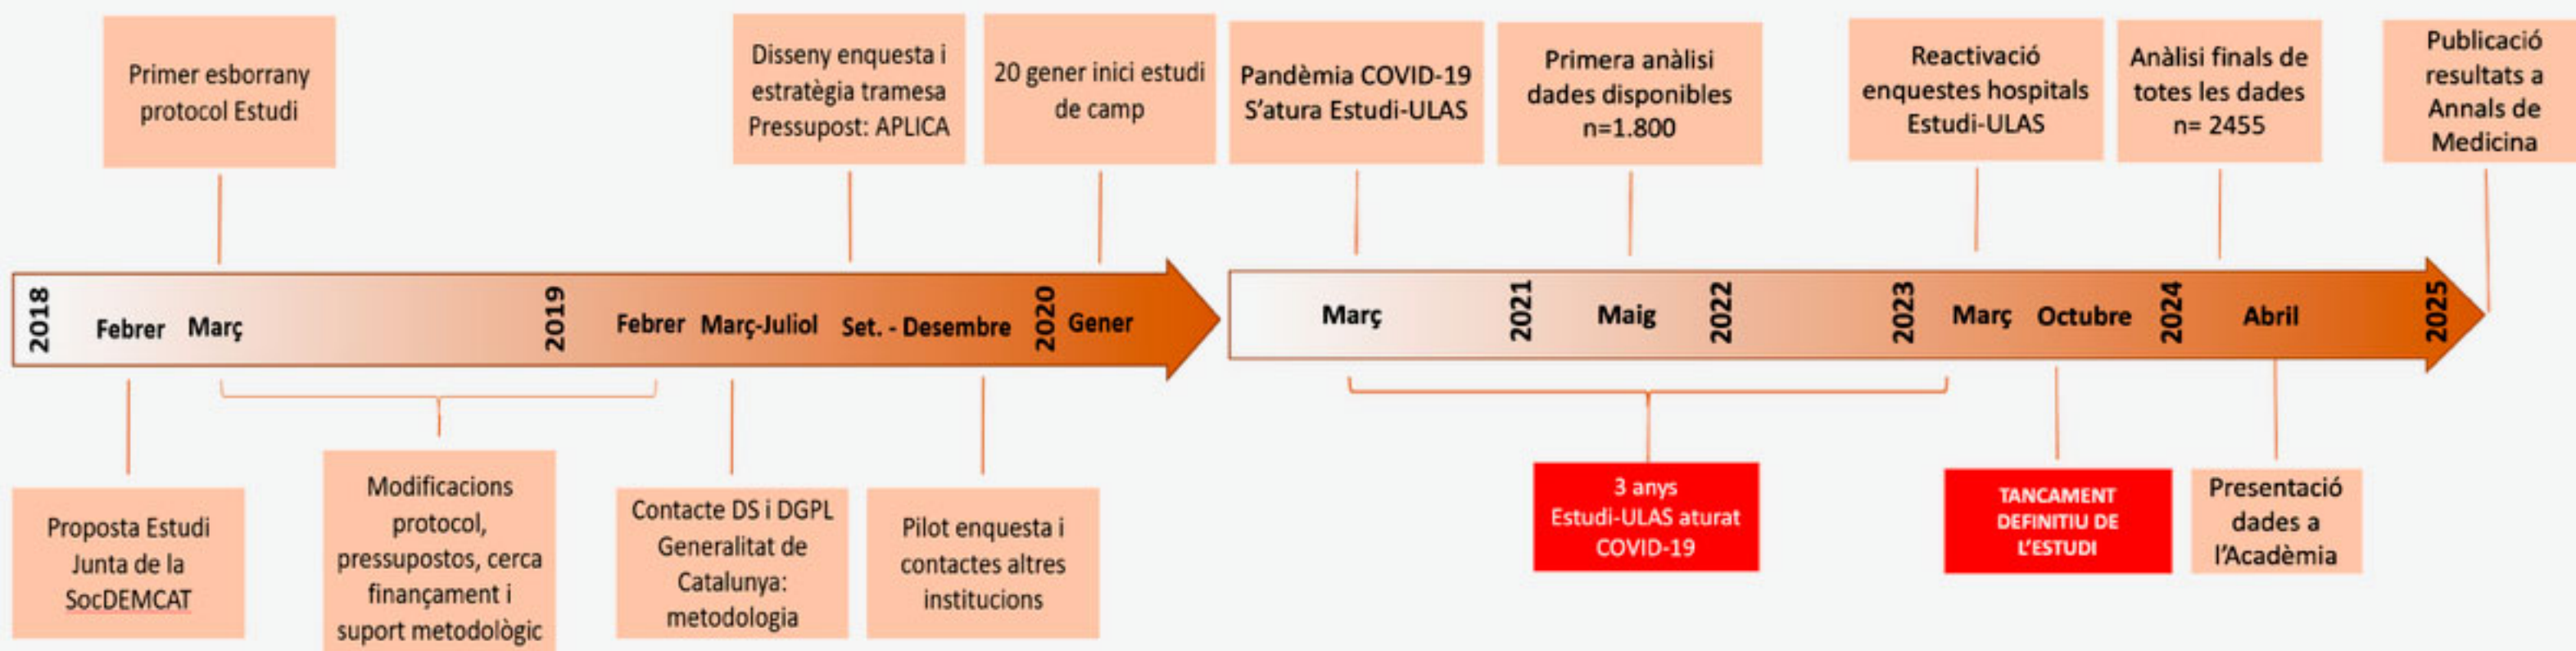 Primer esborrany
protocol Estudi
Disseny enquesta i
estratègia tramesa
Pressupost: APLICA
20 gener inici estudi
de camp
Pandèmia COVID-19
S'atura Estudi-ULAS
Primera anàlisi
dades disponibles
n=1.800
Reactivació
enquestes hospitals
Estudi-ULAS
Anàlisi finals de
totes les dades
n= 2455
Publicació
resultats a
Annals de
Medicina
2018
Febrer
Març
2019
Febrer
Març-Juliol
Set. - Desembre
2020
Gener
Març
2021
Maig
2022
2023
Març
Octubre
2024
Abril
2025
Proposta Estudi
Junta de la
SocDEMCAT
Modificacions
protocol,
pressupostos, cerca
finançament i
suport metodològic
Contacte DS i DGPL
Generalitat de
Catalunya:
metodologia
Pilot enquesta i
contactes altres
institucions
3 anys
Estudi-ULAS aturat
COVID-19
TANCAMENT
DEFINITIU DE
L'ESTUDI
Presentació
dades a
l'Acadèmia